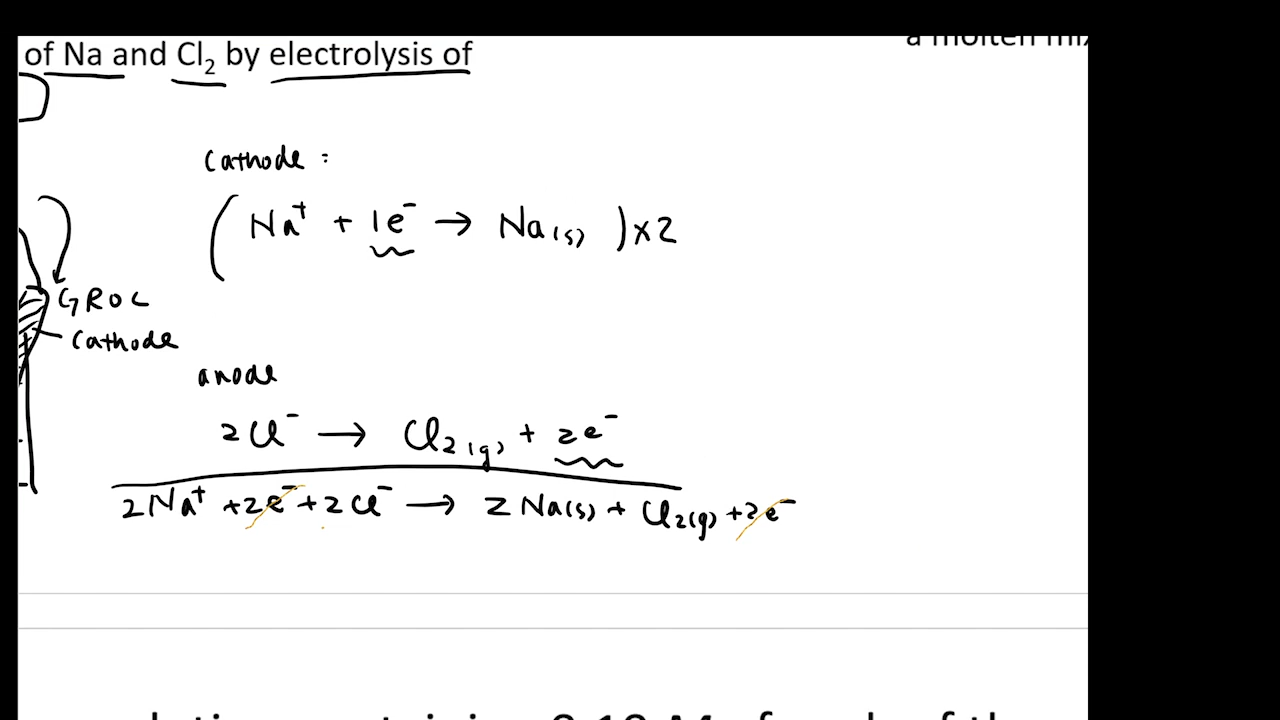 of Na and Cl₂ by electrolysis of
a molten
Cathode :
( Na⁺ + 1e⁻ → Na(s) ) x2
GROC
Cathode
anode
2Cl⁻ → Cl₂(g) + 2e⁻
2Na⁺ + 2e⁻ + 2Cl⁻ → 2Na(s) + Cl₂(g) + 2e⁻